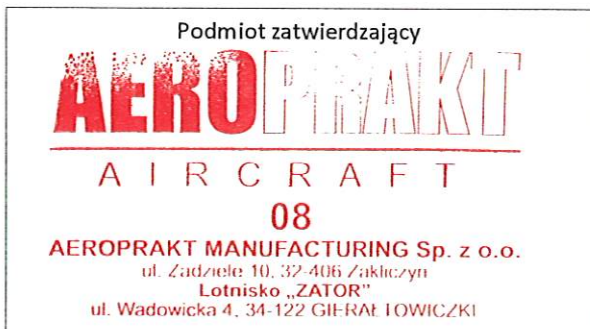 Podmiot zatwierdzający
AEROPRAKT
AIRCRAFT
08
AEROPRAKT MANUFACTURING Sp. z o.o.
ul. Zadziele 10, 32-406 Zakliczyn
Lotnisko „ZATOR"
ul. Wadowicka 4, 34-122 GIERAŁTOWICZKI